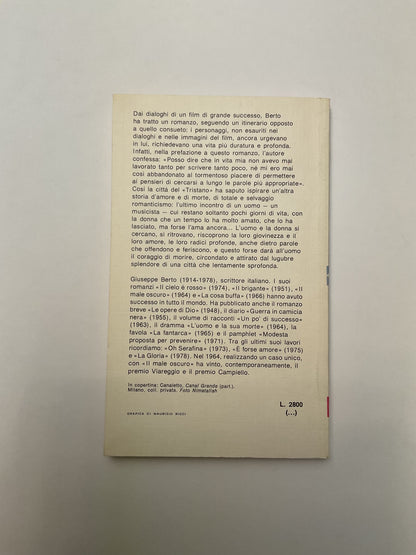 Dai dialoghi di un film di grande successo, Berto
ha tratto un romanzo, seguendo un itinerario opposto
a quello consueto: i personaggi, non esauriti nei
dialoghi e nelle immagini del film, ancora urgevano
in lui, richiedevano una vita più duratura e profonda.
Infatti, nella prefazione a questo romanzo, l'autore
confessa: «Posso dire che in vita mia non avevo mai
lavorato tanto per scrivere tanto poco, né mi ero mai
così abbandonato al tormentoso piacere di permettere
ai pensieri di cercarsi a lungo le parole più appropriate».
Così la città del «Tristano» ha saputo ispirare un'altra
storia d'amore e di morte, di totale e selvaggio
romanticismo: l'ultimo incontro di un uomo — un
musicista — cui restano soltanto pochi giorni di vita, con
la donna che un tempo lo ha molto amato, che lo ha
lasciato, ma forse l'ama ancora... L'uomo e la donna si
cercano, si ritrovano, riscoprono la loro giovinezza e il
loro amore, le loro radici profonde, anche dietro parole
che offendono e feriscono, e questo forse darà all'uomo
il coraggio di morire, circondato e attirato dal lugubre
splendore di una città che lentamente sprofonda.
Giuseppe Berto (1914-1978), scrittore italiano. I suoi
romanzi «Il cielo è rosso» (1974), «Il brigante» (1951), «Il
male oscuro» (1964) e «La cosa buffa» (1966) hanno avuto
successo in tutto il mondo. Ha pubblicato anche il romanzo
breve «Le opere di Dio» (1948), il diario «Guerra in camicia
nera» (1955), il volume di racconti «Un po' di successo»
(1963), il dramma «L'uomo e la sua morte» (1964), la
favola «La fantarca» (1965) e il pamphlet «Modesta
proposta per prevenire» (1971). Tra gli ultimi suoi lavori
ricordiamo: «Oh Serafina» (1973), «È forse amore» (1975)
e «La Gloria» (1978). Nel 1964, realizzando un caso unico,
con «Il male oscuro» ha vinto, contemporaneamente, il
premio Viareggio e il premio Campiello.
In copertina: Canaletto, Canal Grande (part.).
Milano, coll. privata. Foto Nimatallah
L. 2800
(...)
GRAFICA DI MAURIZIO RICCI